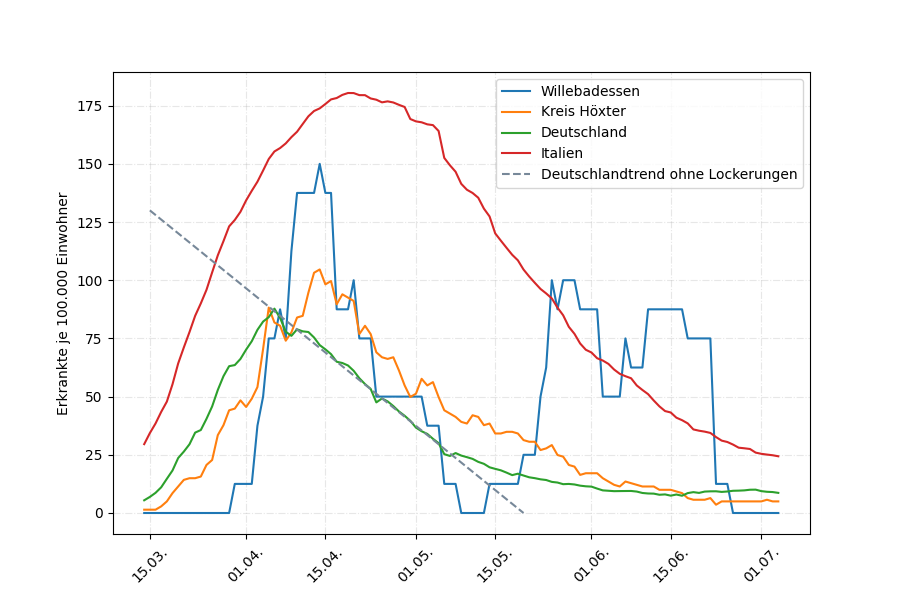 Willebadessen
Kreis Höxter
Deutschland
Italien
Deutschlandtrend ohne Lockerungen
Erkrankte je 100.000 Einwohner
175
150
125
100
75
50
25
0
15.03.
01.04.
15.04.
01.05.
15.05.
01.06.
15.06.
01.07.